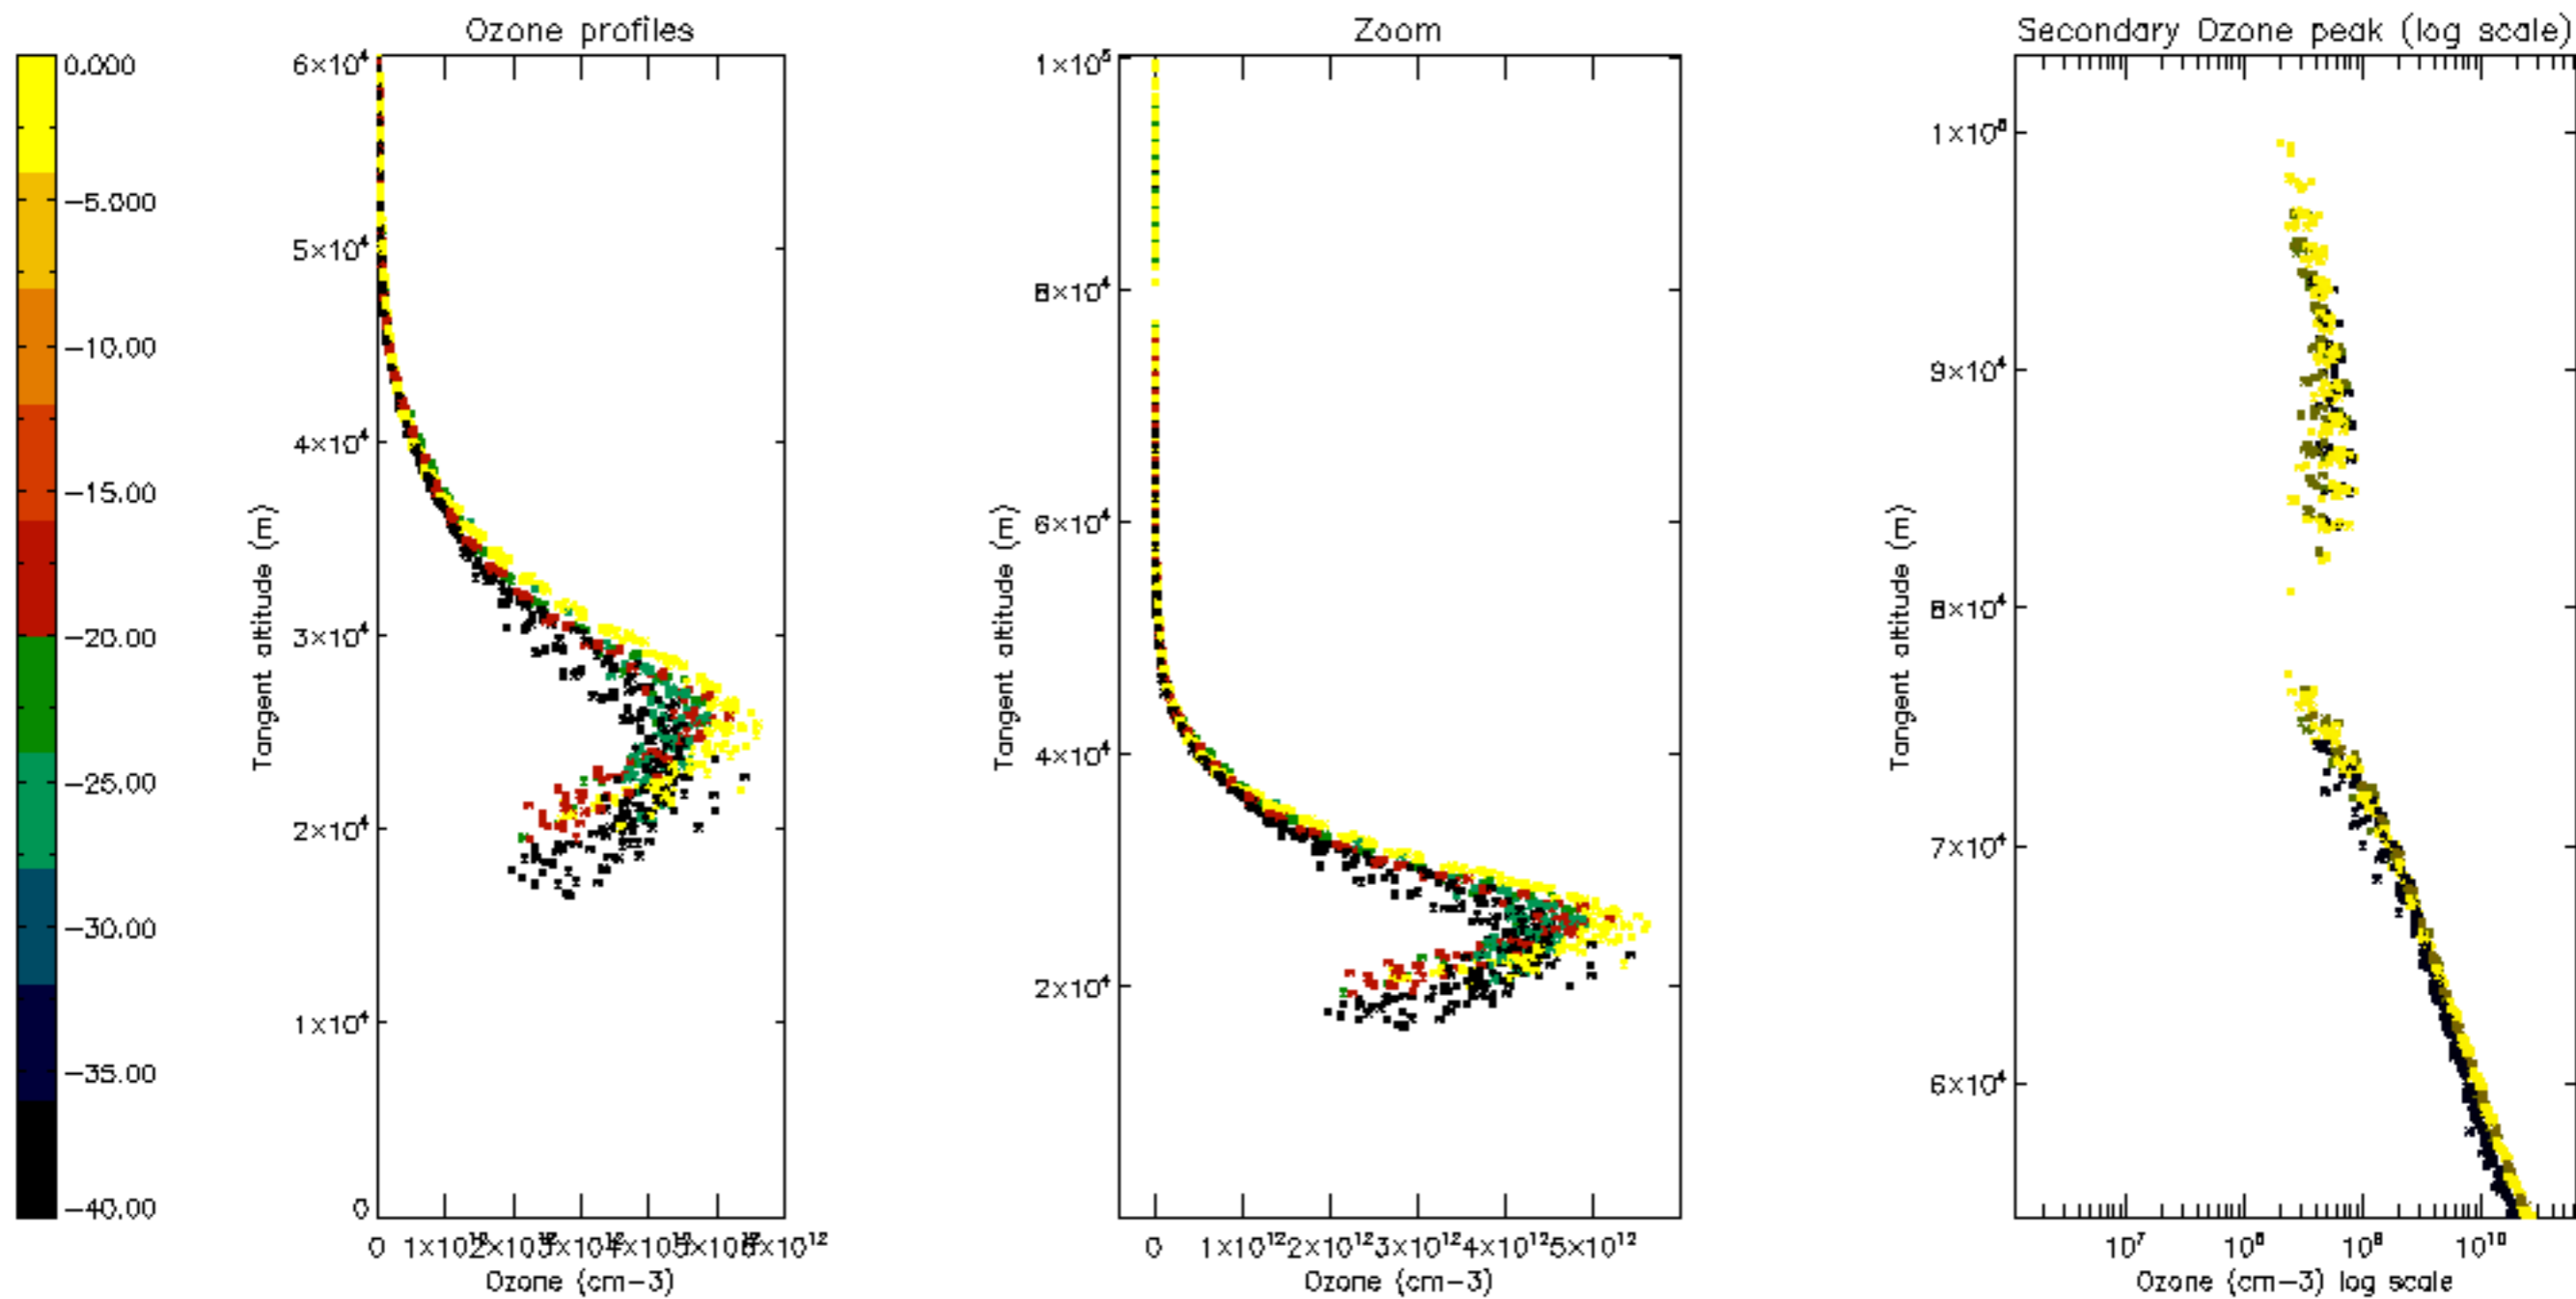 Ozone profiles
Zoom
Secondary Ozone peak (log scale)
0.000
−5.000
−10.00
−15.00
−20.00
−25.00
−30.00
−35.00
−40.00
6×10⁴
5×10⁴
4×10⁴
3×10⁴
2×10⁴
1×10⁴
0
Tangent altitude (m)
0
Ozone (cm−3)
1×10⁵
8×10⁴
6×10⁴
4×10⁴
2×10⁴
Tangent altitude (m)
0 1×10¹² 2×10¹² 3×10¹² 4×10¹² 5×10¹²
Ozone (cm−3)
9×10⁴
8×10⁴
7×10⁴
6×10⁴
Tangent altitude (m)
10⁷ 10⁸ 10⁹ 10¹⁰
Ozone (cm−3) log scale